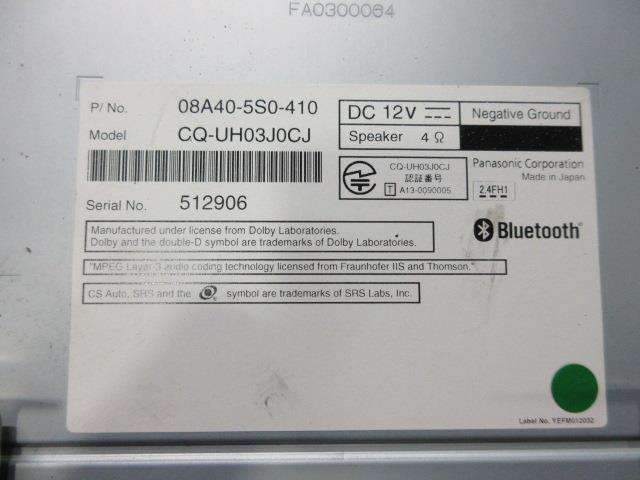 FA0300064
P/ No. 08A40-5S0-410
Model CQ-UH03J0CJ
Serial No. 512906
DC 12V
Negative Ground
Speaker 4 Ω
CQ-UH03J0CJ
認証番号
T A13-0090005
Panasonic Corporation
Made in Japan
2.4FH1
Bluetooth®
Manufactured under license from Dolby Laboratories.
Dolby and the double-D symbol are trademarks of Dolby Laboratories.
"MPEG Layer-3 audio coding technology licensed from Fraunhofer IIS and Thomson."
CS Auto, SRS and the symbol are trademarks of SRS Labs, Inc.
Label No. YEFM012032